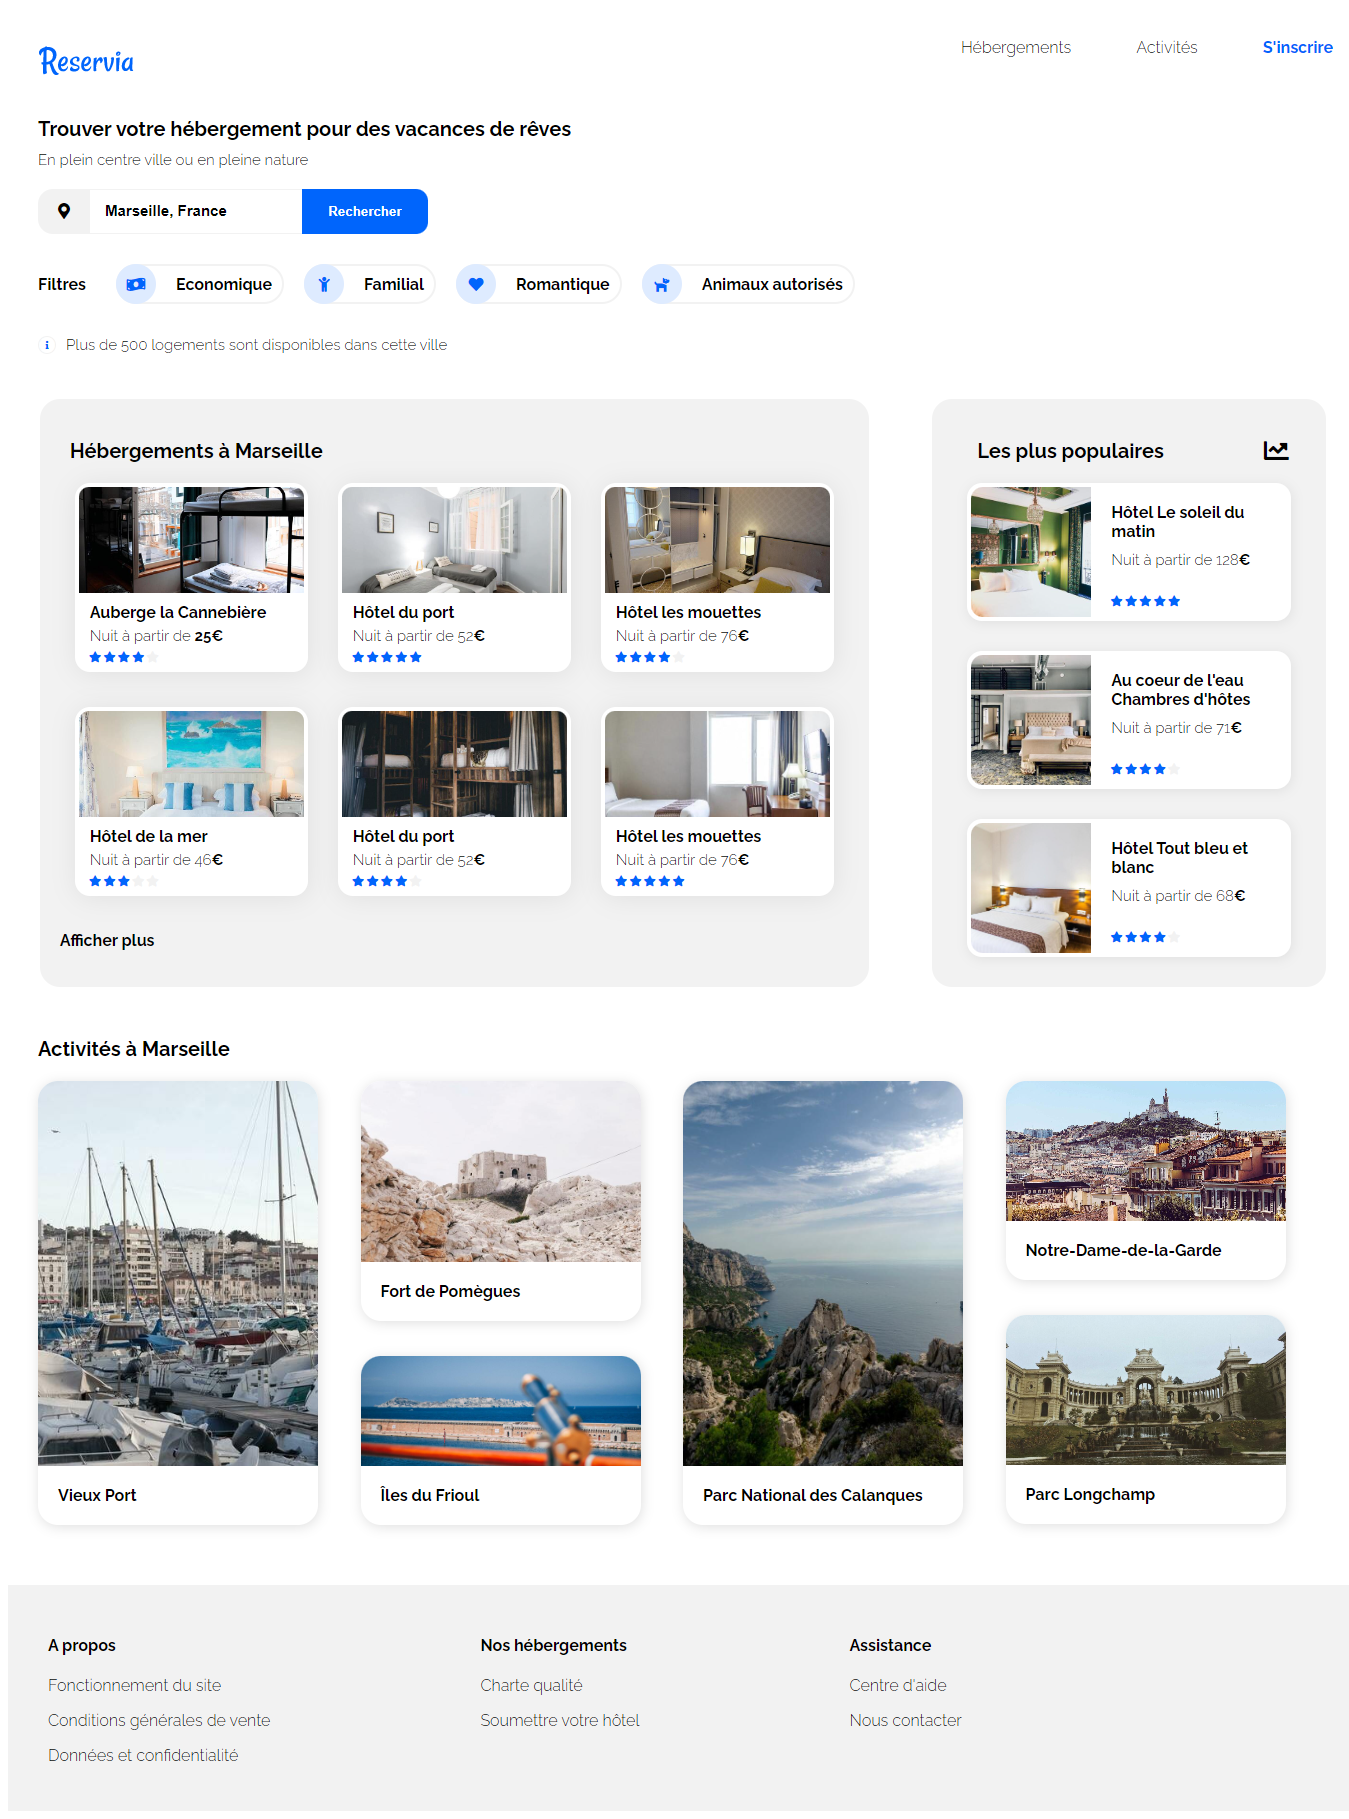 Reservia
Hébergements
Activités
S'inscrire
Trouver votre hébergement pour des vacances de rêves
En plein centre ville ou en pleine nature
Marseille, France
Rechercher
Filtres
Economique
Familial
Romantique
Animaux autorisés
Plus de 500 logements sont disponibles dans cette ville
Hébergements à Marseille
Auberge la Cannebière
Nuit à partir de 25€
Hôtel du port
Nuit à partir de 52€
Hôtel les mouettes
Nuit à partir de 76€
Hôtel de la mer
Nuit à partir de 46€
Hôtel du port
Nuit à partir de 52€
Hôtel les mouettes
Nuit à partir de 76€
Afficher plus
Les plus populaires
Hôtel Le soleil du
matin
Nuit à partir de 128€
Au coeur de l'eau
Chambres d'hôtes
Nuit à partir de 71€
Hôtel Tout bleu et
blanc
Nuit à partir de 68€
Activités à Marseille
Vieux Port
Fort de Pomègues
Îles du Frioul
Parc National des Calanques
Notre-Dame-de-la-Garde
Parc Longchamp
A propos
Fonctionnement du site
Conditions générales de vente
Données et confidentialité
Nos hébergements
Charte qualité
Soumettre votre hôtel
Assistance
Centre d'aide
Nous contacter